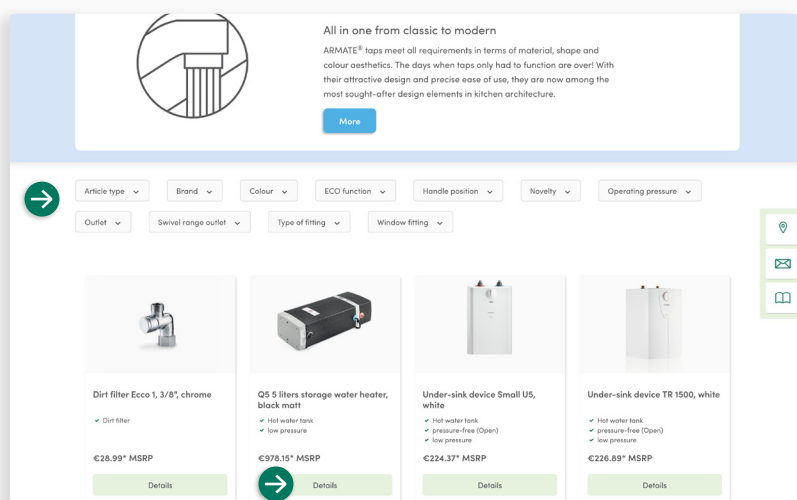 All in one from classic to modern
ARMATE® taps meet all requirements in terms of material, shape and
colour aesthetics. The days when taps only had to function are over! With
their attractive design and precise ease of use, they are now among the
most sought-after design elements in kitchen architecture.
More
Article type
Brand
Colour
ECO function
Handle position
Novelty
Operating pressure
Outlet
Swivel range outlet
Type of fitting
Window fitting
Dirt filter Ecco 1, 3/8", chrome
Dirt filter
€28.99* MSRP
Details
Q5 5 liters storage water heater,
black matt
Hot water tank
low pressure
€978.15* MSRP
Details
Under-sink device Small U5,
white
Hot water tank
pressure-free (Open)
low pressure
€224.37* MSRP
Details
Under-sink device TR 1500, white
Hot water tank
pressure-free (Open)
low pressure
€226.89* MSRP
Details